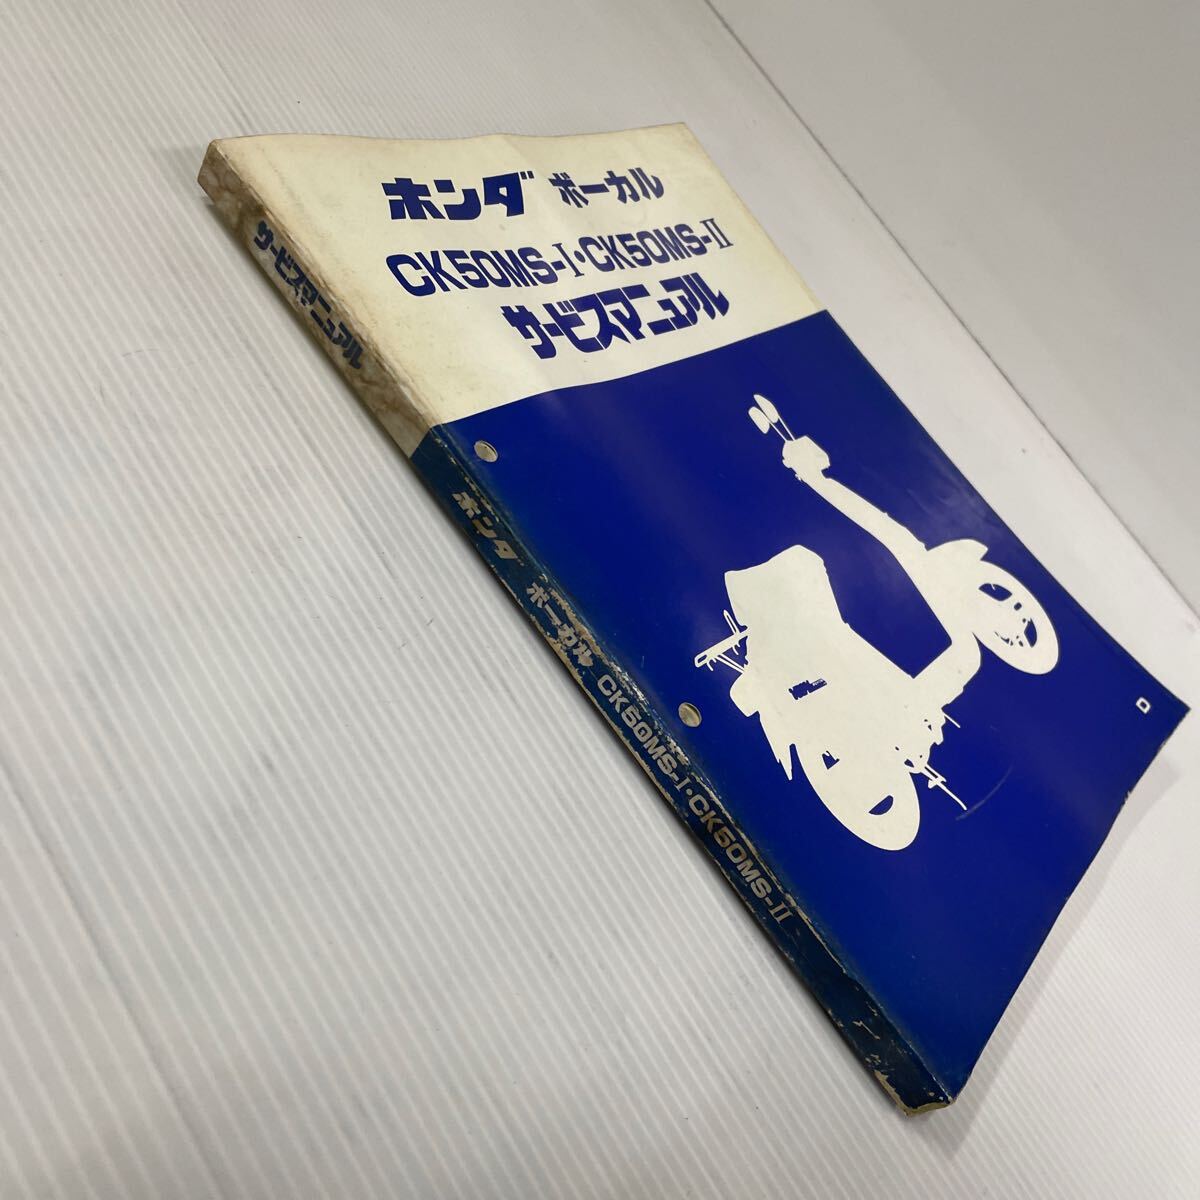 ホンダ ボーカル
CK50MS-I・CK50MS-II
サービスマニュアル
D
サービスマニュアル
ホンダ ボーカル CK50MS-I・CK50MS-II